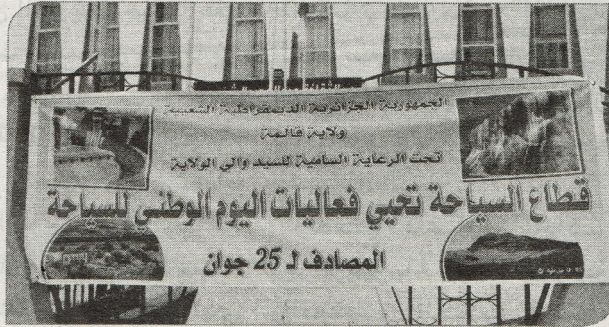 الجمهورية الجزائرية الديمقراطية الشعبية
ولاية قالمة
تحت الرعاية السامية للسيد والي الولاية
قطاع السياحة تحيي فعاليات اليوم الوطني للسياحة
المصادف لـ 25 جوان